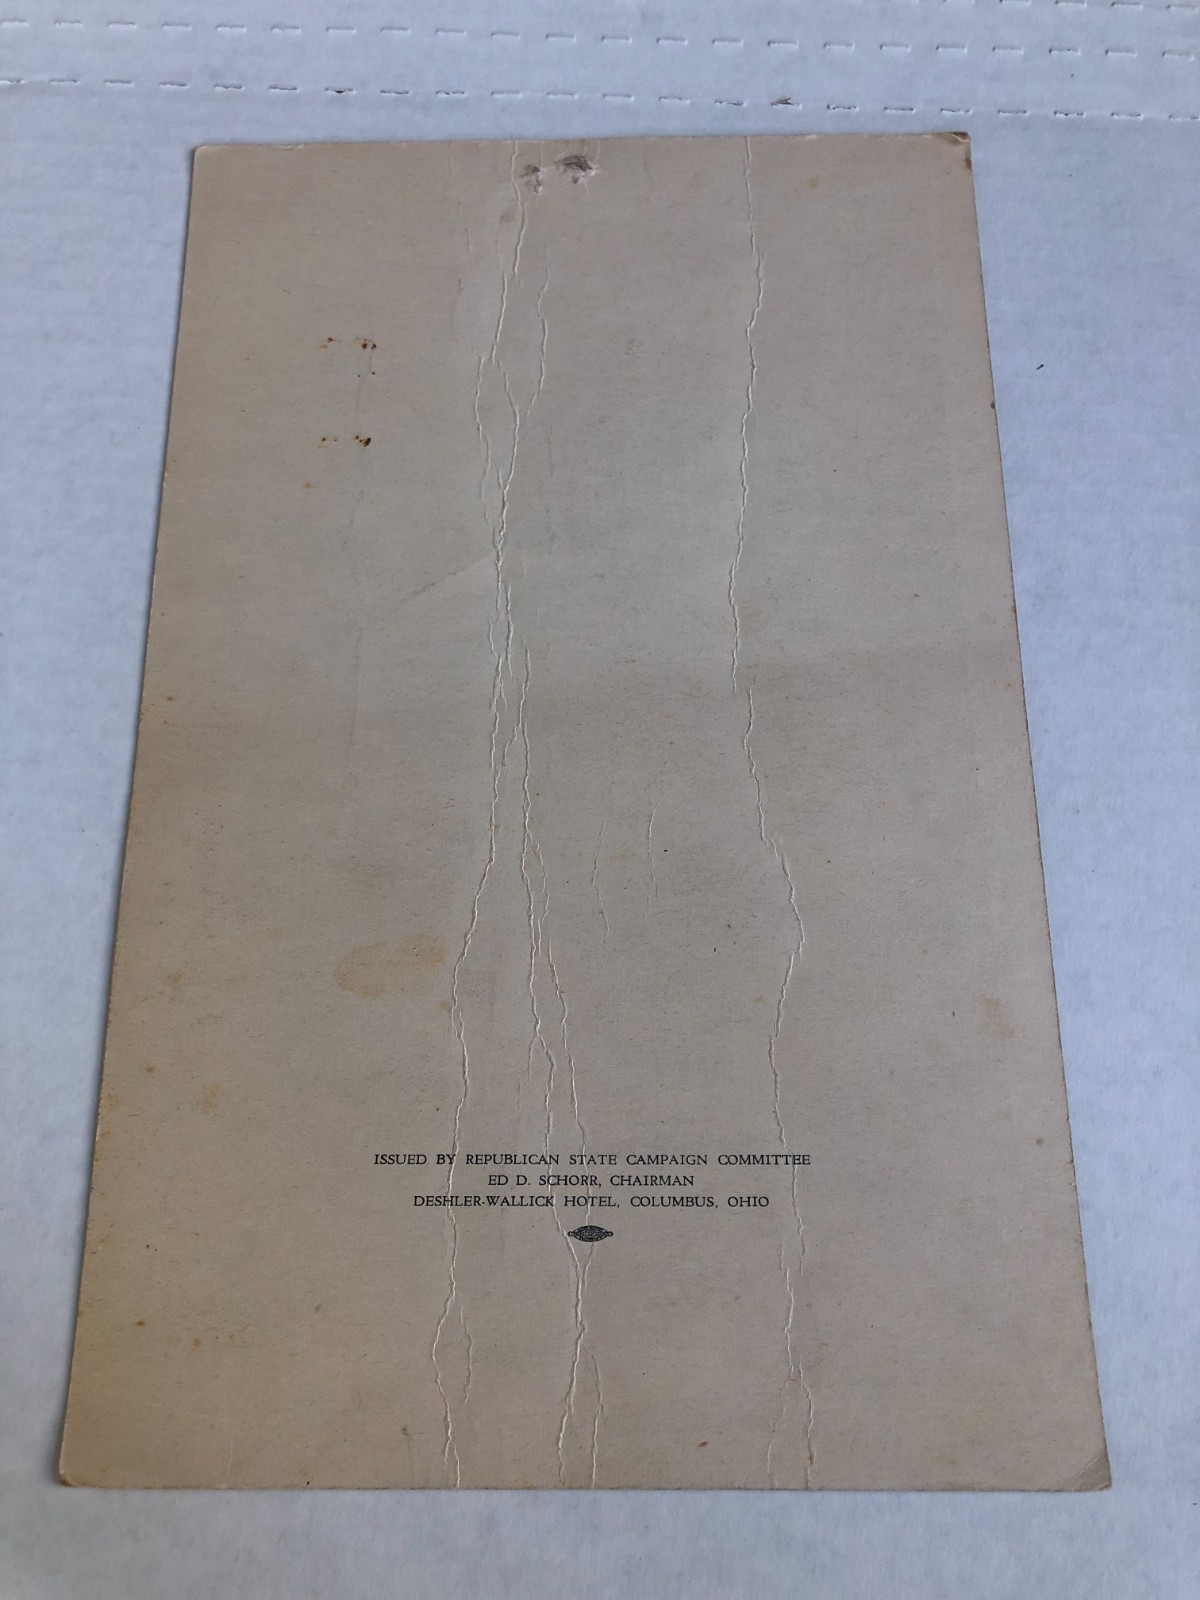 ISSUED BY REPUBLICAN STATE CAMPAIGN COMMITTEE
ED D. SCHORR, CHAIRMAN
DESHLER-WALLICK HOTEL, COLUMBUS, OHIO